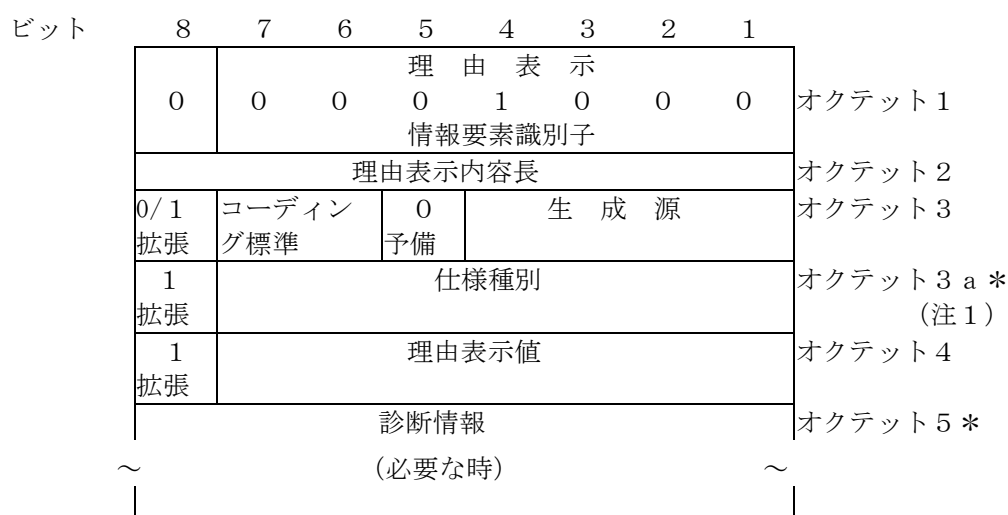 ビット 8 7 6 5 4 3 2 1
理 由 表 示
0 0 0 0 1 0 0 0 オクテット1
情報要素識別子
理由表示内容長 オクテット2
0/1 コーディン 0 生 成 源 オクテット3
拡張 グ標準 予備
1 仕様種別 オクテット3a*
拡張 (注1)
1 理由表示値 オクテット4
拡張
診断情報 オクテット5*
~ (必要な時) ~